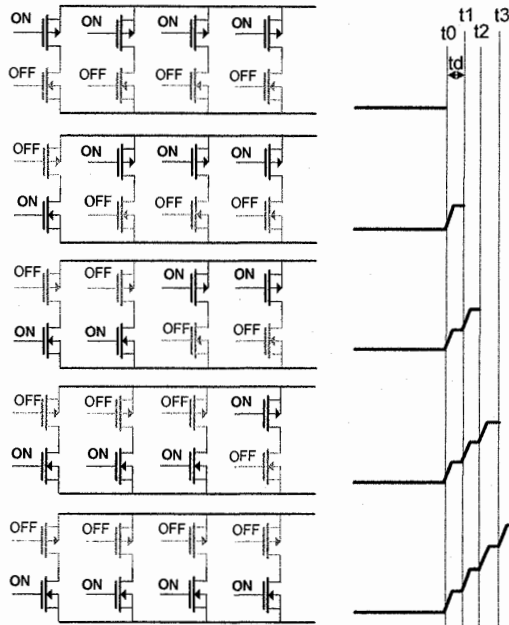 t1 t3
t0 t2
td
ON ON ON ON
OFF OFF OFF OFF
OFF ON ON ON
ON OFF OFF OFF
OFF OFF ON ON
ON ON OFF OFF
OFF OFF OFF ON
ON ON ON OFF
OFF OFF OFF OFF
ON ON ON ON